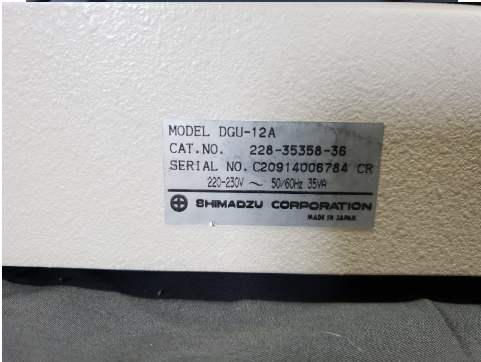 MODEL DGU-12A
CAT.NO. 228-35358-36
SERIAL NO. C20914006784 CR
220-230V ~ 50/60Hz 35VA
SHIMADZU CORPORATION
MADE IN JAPAN